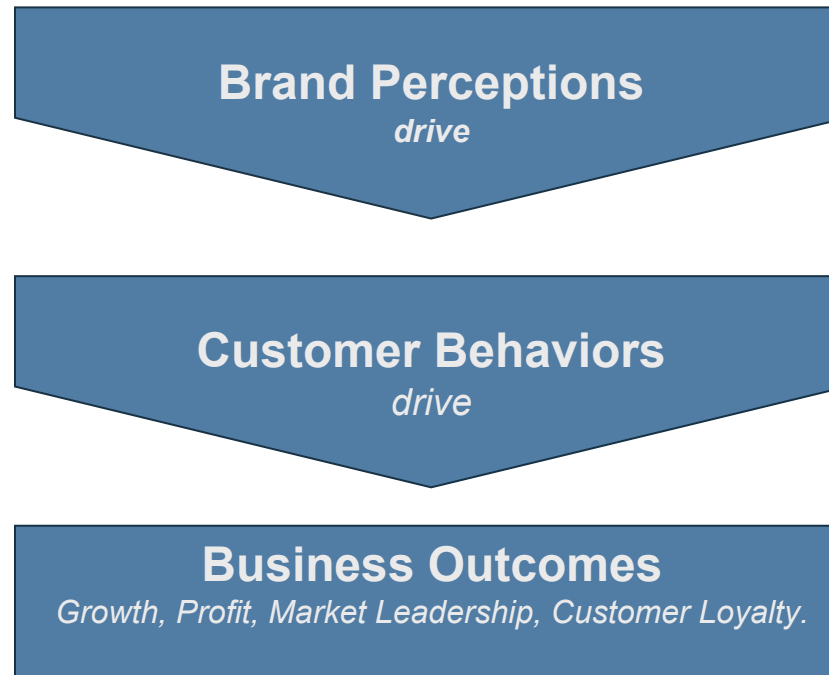 Brand Perceptions
drive
Customer Behaviors
drive
Business Outcomes
Growth, Profit, Market Leadership, Customer Loyalty.